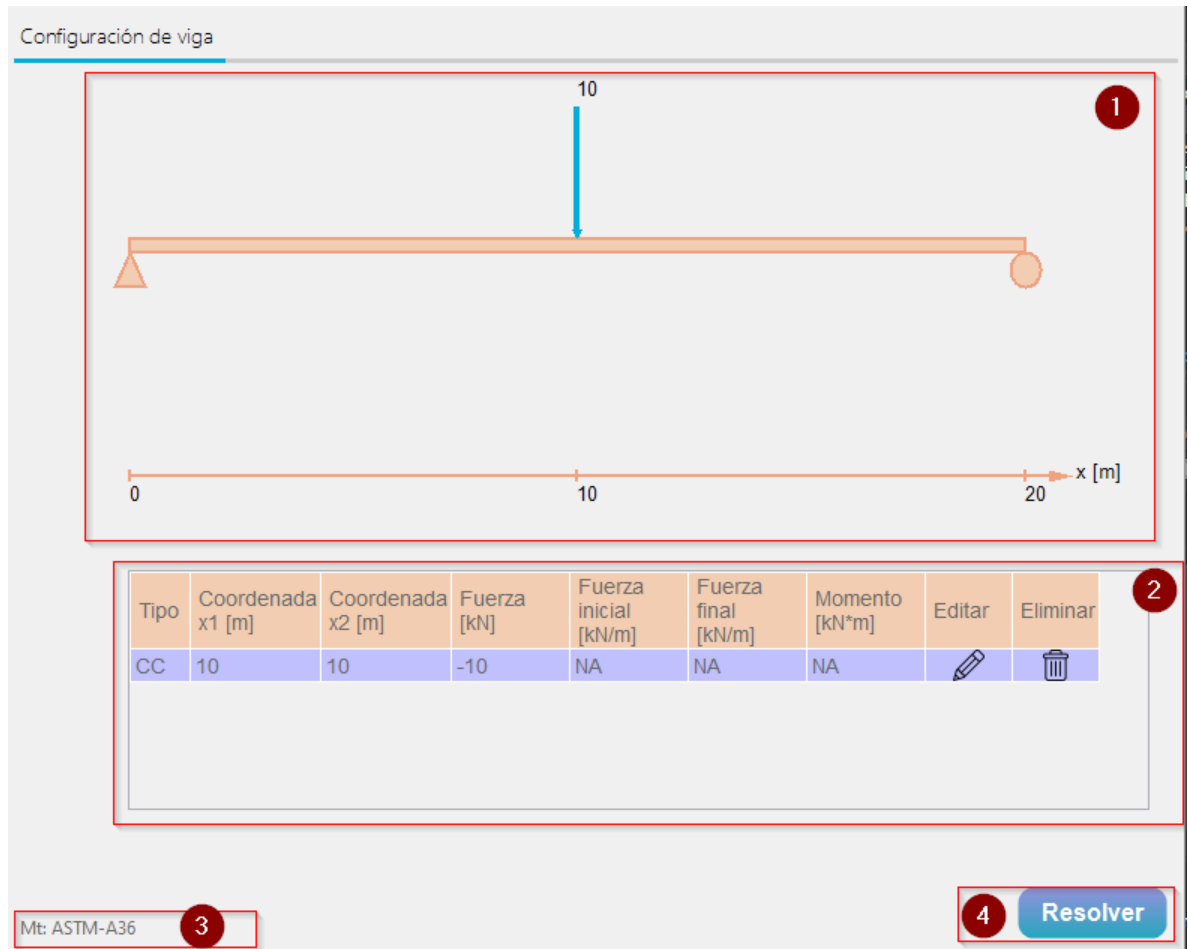 Configuración de viga
10
1
0
10
20
x [m]
2
Tipo
Coordenada
x1 [m]
Coordenada
x2 [m]
Fuerza
[kN]
Fuerza
inicial
[kN/m]
Fuerza
final
[kN/m]
Momento
[kN*m]
Editar
Eliminar
CC 10 10 -10 NA NA NA
Mt: ASTM-A36
3
4
Resolver